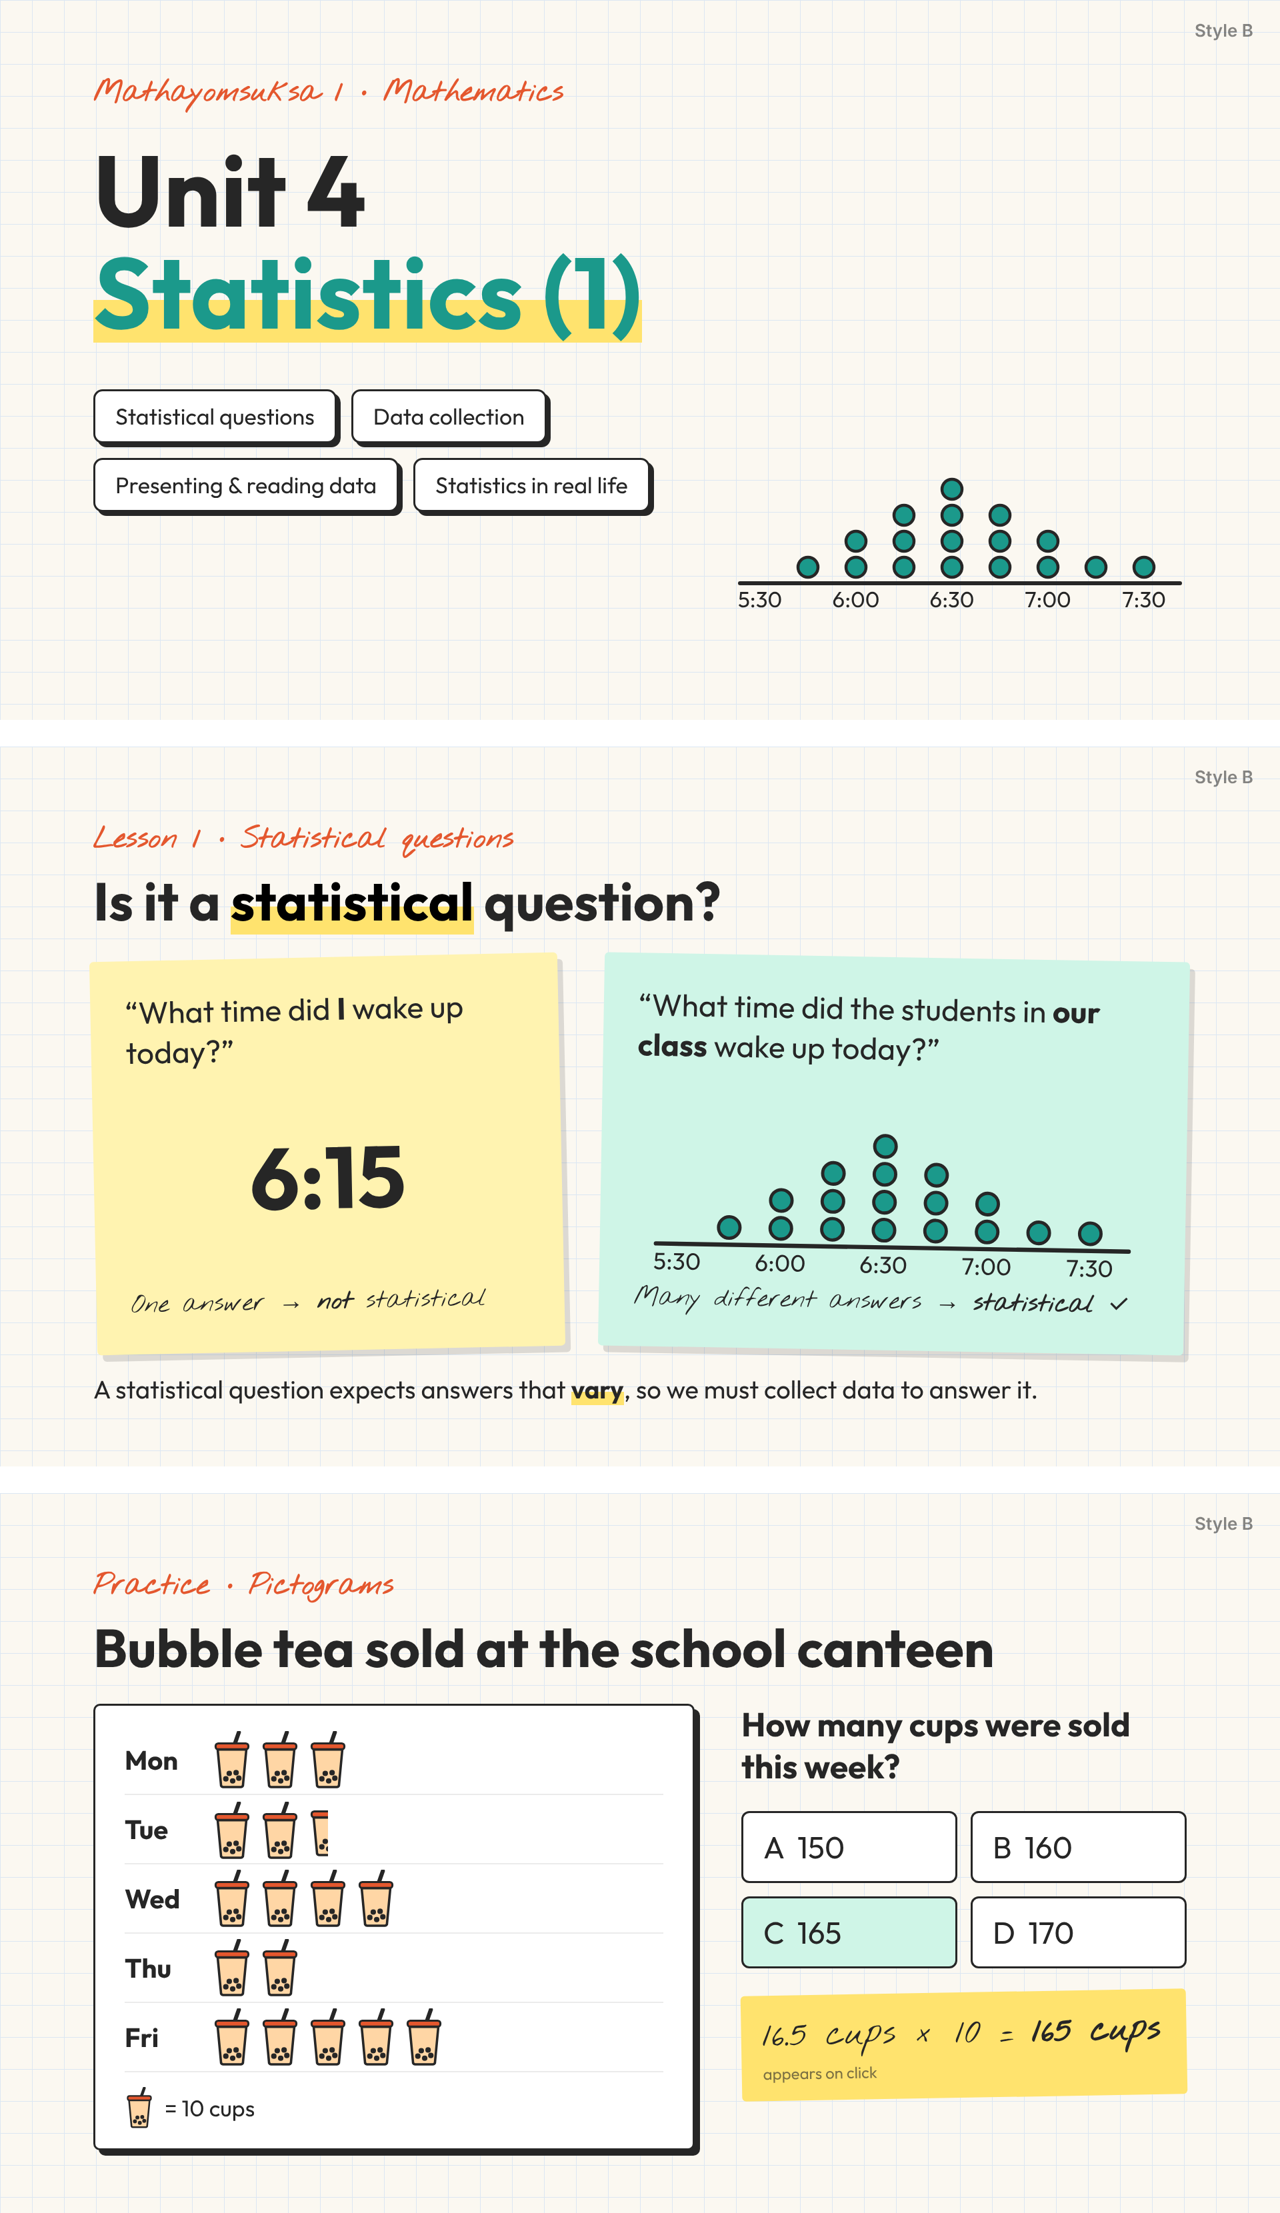 Style B
Mathayomsuksa 1 · Mathematics
Unit 4
Statistics (1)
Statistical questions
Data collection
Presenting & reading data
Statistics in real life
5:30 6:00 6:30 7:00 7:30
Style B
Lesson 1 · Statistical questions
Is it a statistical question?
“What time did I wake up
today?”
6:15
One answer → not statistical
“What time did the students in our
class wake up today?”
5:30 6:00 6:30 7:00 7:30
Many different answers → statistical ✓
A statistical question expects answers that vary, so we must collect data to answer it.
Style B
Practice · Pictograms
Bubble tea sold at the school canteen
Mon
Tue
Wed
Thu
Fri
= 10 cups
How many cups were sold
this week?
A 150
B 160
C 165
D 170
16.5 cups × 10 = 165 cups
appears on click